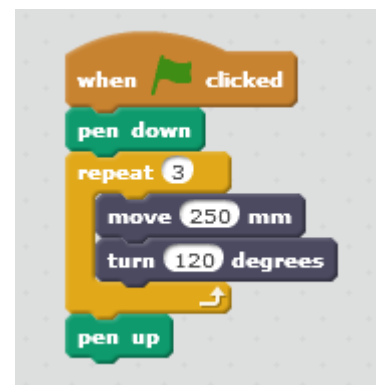 when clicked
pen down
repeat 3
move 250 mm
turn 120 degrees
pen up